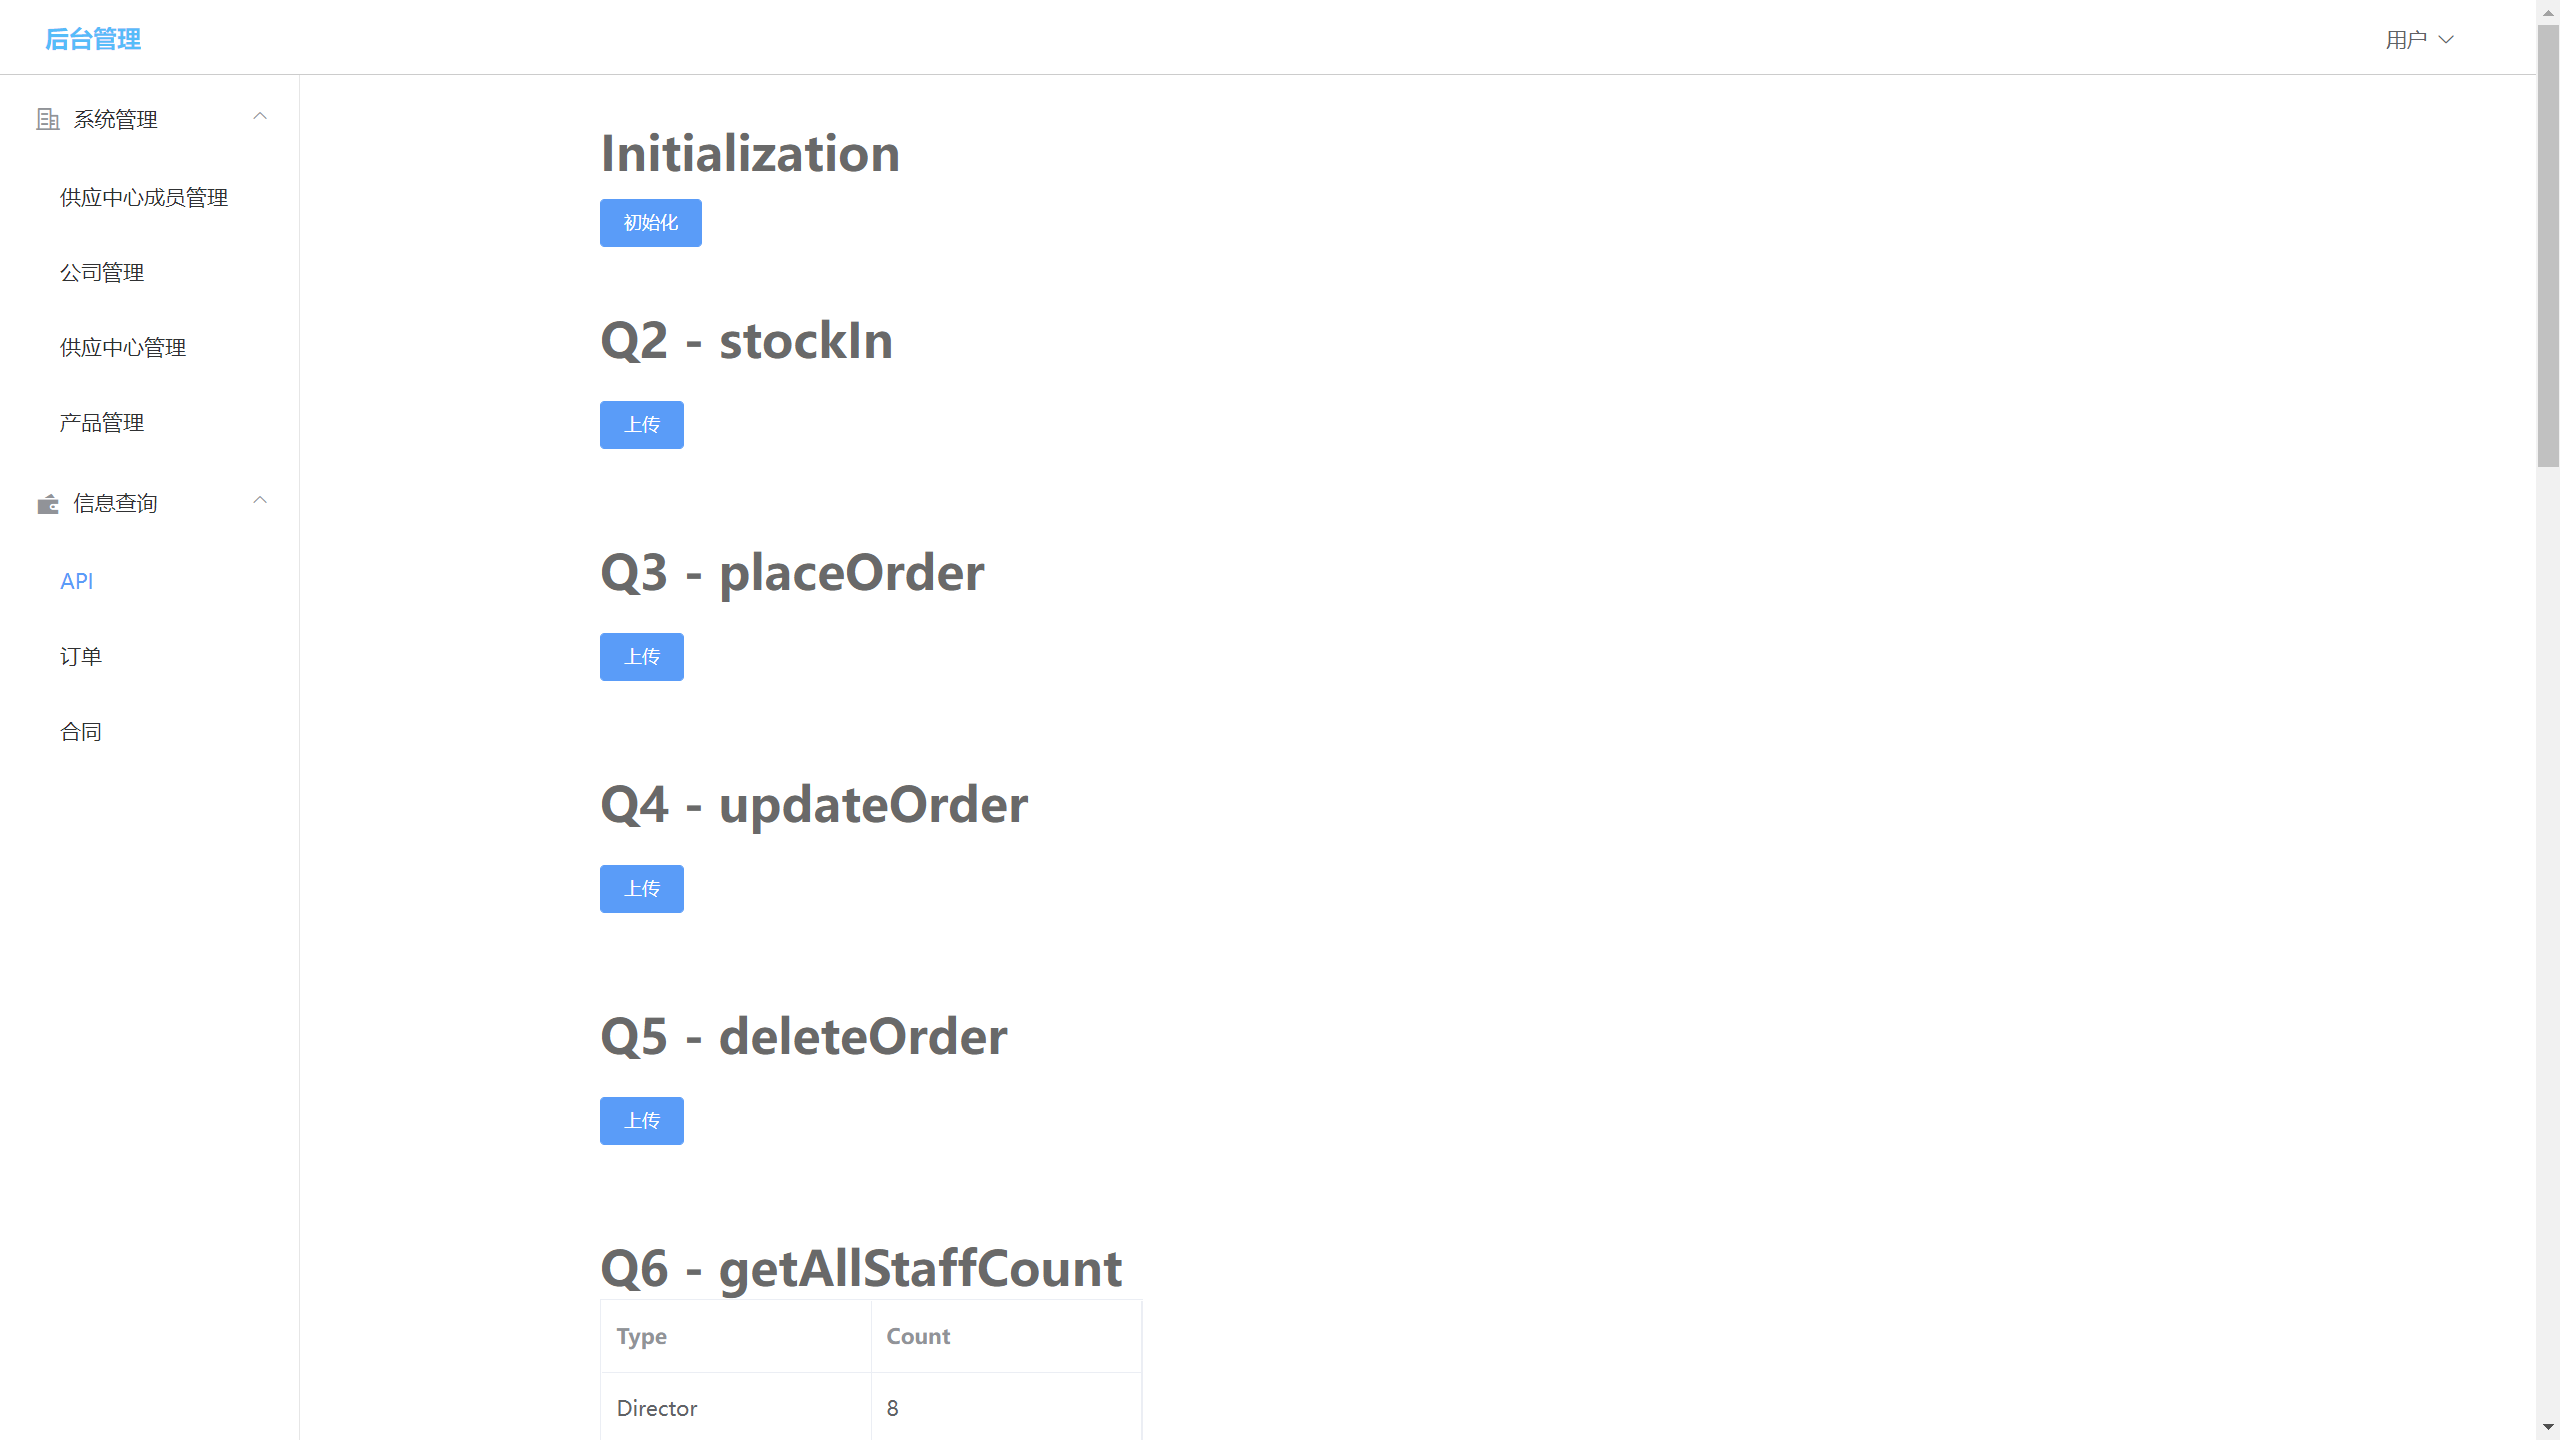 后台管理
用户
系统管理
供应中心成员管理
公司管理
供应中心管理
产品管理
信息查询
API
订单
合同
Initialization
初始化
Q2 - stockIn
上传
Q3 - placeOrder
上传
Q4 - updateOrder
上传
Q5 - deleteOrder
上传
Q6 - getAllStaffCount
Type Count
Director 8